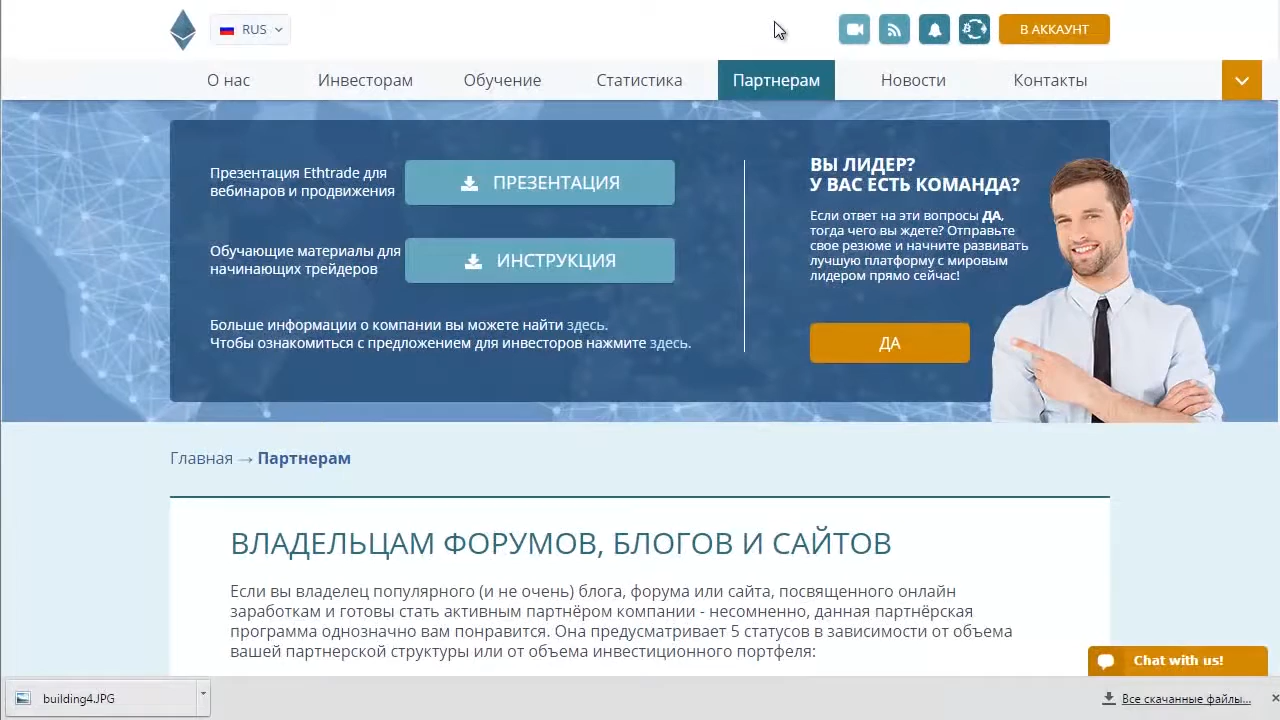 RUS
В АККАУНТ
О нас
Инвесторам
Обучение
Статистика
Партнерам
Новости
Контакты
Презентация Ethtrade для
вебинаров и продвижения
ПРЕЗЕНТАЦИЯ
Обучающие материалы для
начинающих трейдеров
ИНСТРУКЦИЯ
Больше информации о компании вы можете найти здесь.
Чтобы ознакомиться с предложением для инвесторов нажмите здесь.
ВЫ ЛИДЕР?
У ВАС ЕСТЬ КОМАНДА?
Если ответ на эти вопросы ДА,
тогда чего вы ждете? Отправьте
свое резюме и начните развивать
лучшую платформу с мировым
лидером прямо сейчас!
ДА
Главная → Партнерам
ВЛАДЕЛЬЦАМ ФОРУМОВ, БЛОГОВ И САЙТОВ
Если вы владелец популярного (и не очень) блога, форума или сайта, посвященного онлайн
заработкам и готовы стать активным партнёром компании - несомненно, данная партнёрская
программа однозначно вам понравится. Она предусматривает 5 статусов в зависимости от объема
вашей партнерской структуры или от объема инвестиционного портфеля:
Chat with us!
building4.JPG
Все скачанные файлы...